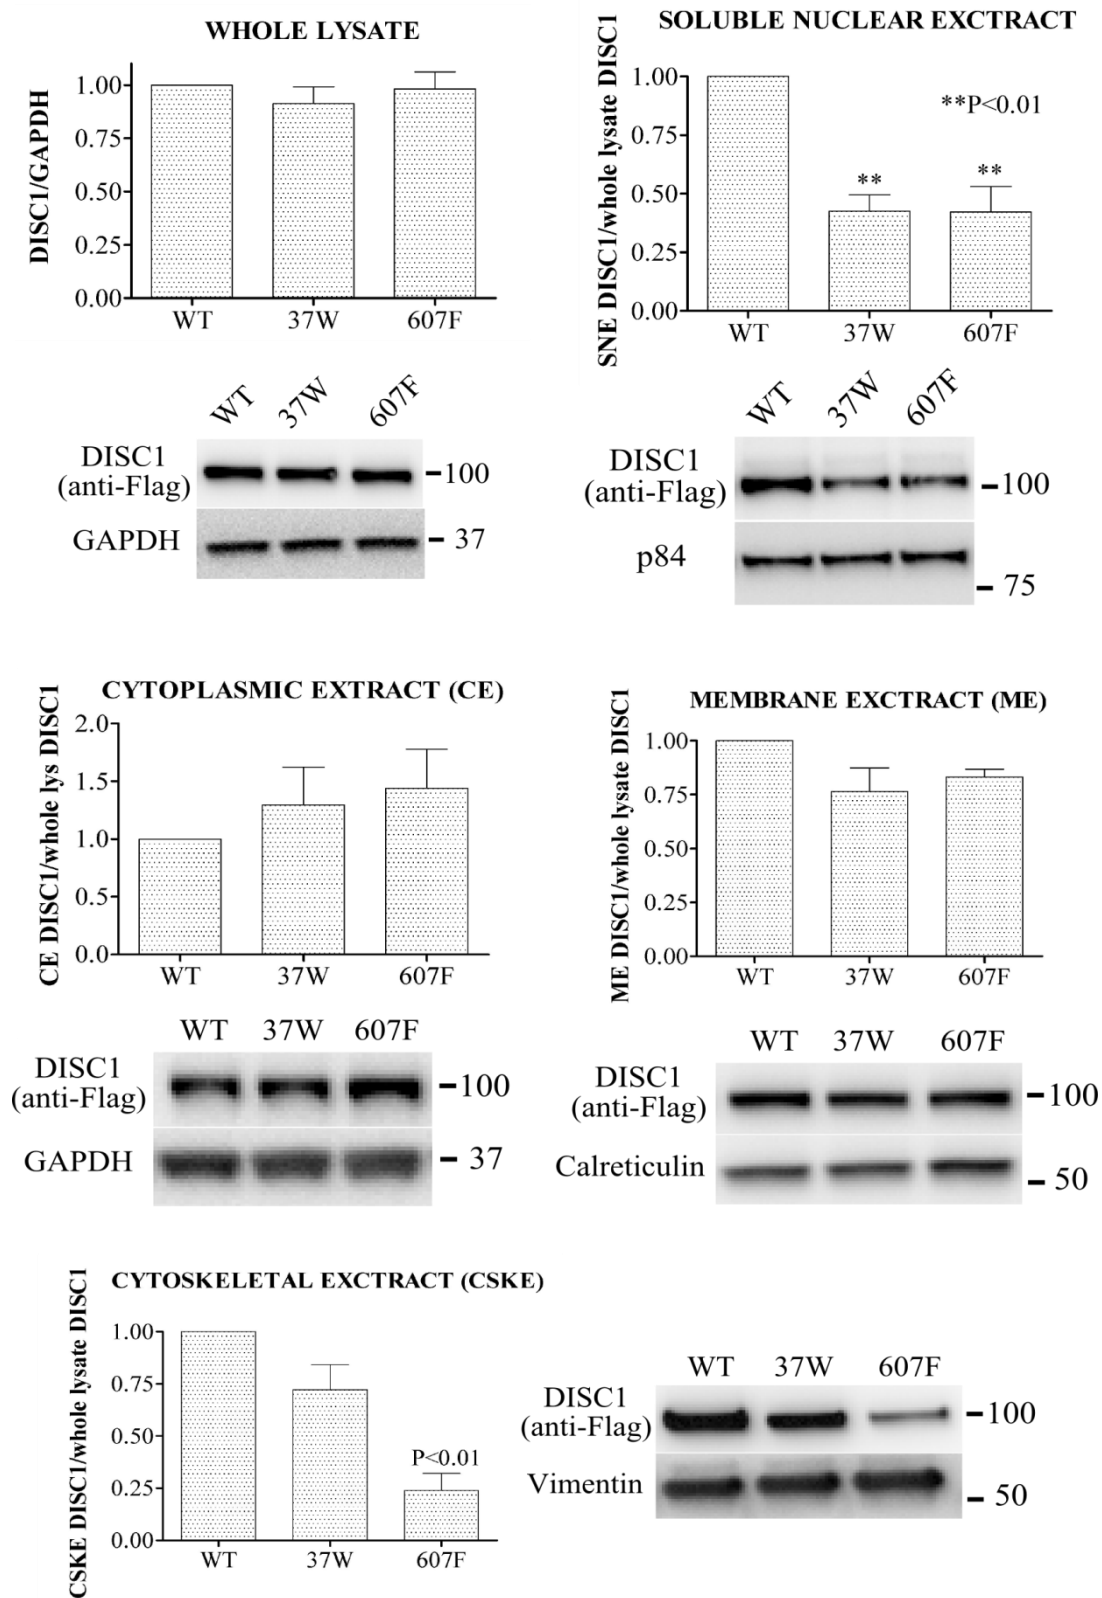 WHOLE LYSATE
DISC1/GAPDH
1.00
0.75
0.50
0.25
0.00
WT 37W 607F
WT 37W 607F
DISC1
(anti-Flag)
100
GAPDH
37
SOLUBLE NUCLEAR EXCTRACT
SNE DISC1/whole lysate DISC1
1.00
0.75
0.50
0.25
0.00
**P<0.01
** **
WT 37W 607F
WT 37W 607F
DISC1
(anti-Flag)
100
p84
75
CYTOPLASMIC EXTRACT (CE)
CE DISC1/whole lys DISC1
2.0
1.5
1.0
0.5
0.0
WT 37W 607F
WT 37W 607F
DISC1
(anti-Flag)
100
GAPDH
37
MEMBRANE EXCTRACT (ME)
ME DISC1/whole lysate DISC1
1.00
0.75
0.50
0.25
0.00
WT 37W 607F
WT 37W 607F
DISC1
(anti-Flag)
100
Calreticulin
50
CYTOSKELETAL EXCTRACT (CSKE)
CSKE DISC1/whole lysate DISC1
1.00
0.75
0.50
0.25
0.00
P<0.01
WT 37W 607F
WT 37W 607F
DISC1
(anti-Flag)
100
Vimentin
50